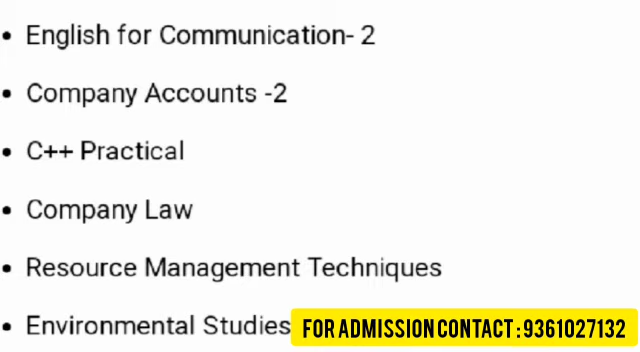 • English for Communication- 2
• Company Accounts -2
• C++ Practical
• Company Law
• Resource Management Techniques
• Environmental Studies FOR ADMISSION CONTACT : 9361027132